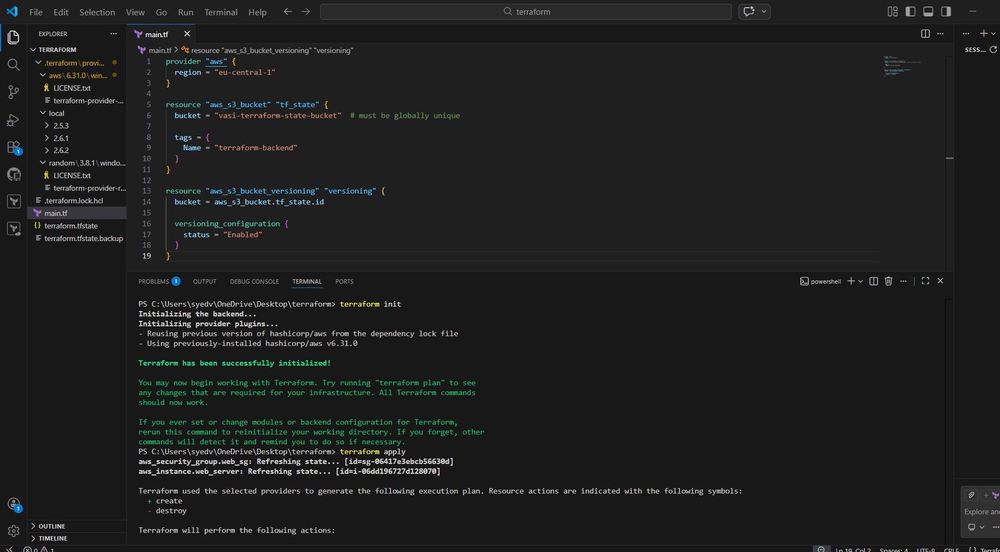 File Edit Selection View Go Run Terminal Help
terraform
EXPLORER
TERRAFORM
.terraform\provi...
aws\6.31.0\win...
LICENSE.txt
terraform-provider-...
local
2.5.3
2.6.1
2.6.2
random\3.8.1\windo...
LICENSE.txt
terraform-provider-r...
.terraform.lock.hcl
main.tf
terraform.tfstate
terraform.tfstate.backup
OUTLINE
TIMELINE
1
1
main.tf
main.tf > resource "aws_s3_bucket_versioning" "versioning"
1 provider "aws" {
2 region = "eu-central-1"
3 }
4
5 resource "aws_s3_bucket" "tf_state" {
6 bucket = "vasi-terraform-state-bucket"  # must be globally unique
7
8 tags = {
9 Name = "terraform-backend"
10 }
11 }
12
13 resource "aws_s3_bucket_versioning" "versioning" {
14 bucket = aws_s3_bucket.tf_state.id
15
16 versioning_configuration {
17 status = "Enabled"
18 }
19 }
PROBLEMS 1 OUTPUT DEBUG CONSOLE TERMINAL PORTS
powershell
PS C:\Users\syedv\OneDrive\Desktop\terraform> terraform init
Initializing the backend...
Initializing provider plugins...
- Reusing previous version of hashicorp/aws from the dependency lock file
- Using previously-installed hashicorp/aws v6.31.0
Terraform has been successfully initialized!
You may now begin working with Terraform. Try running "terraform plan" to see
any changes that are required for your infrastructure. All Terraform commands
should now work.
If you ever set or change modules or backend configuration for Terraform,
rerun this command to reinitialize your working directory. If you forget, other
commands will detect it and remind you to do so if necessary.
PS C:\Users\syedv\OneDrive\Desktop\terraform> terraform apply
aws_security_group.web_sg: Refreshing state... [id=sg-06417e3ebcb56630d]
aws_instance.web_server: Refreshing state... [id=i-06dd196727d128070]
Terraform used the selected providers to generate the following execution plan. Resource actions are indicated with the following symbols:
+ create
- destroy
Terraform will perform the following actions:
SESS...
Explore and
0 1
Ln 19, Col 2 Spaces: 4 UTF-8 CRLF {} Terrafo